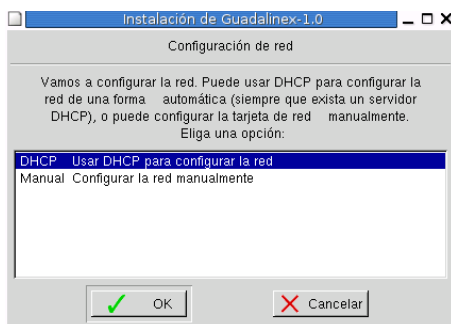 Instalación de Guadalinex-1.0
Configuración de red
Vamos a configurar la red. Puede usar DHCP para configurar la
red de una forma automática (siempre que exista un servidor
DHCP), o puede configurar la tarjeta de red manualmente.
Eliga una opción:
DHCP Usar DHCP para configurar la red
Manual Configurar la red manualmente
OK Cancelar